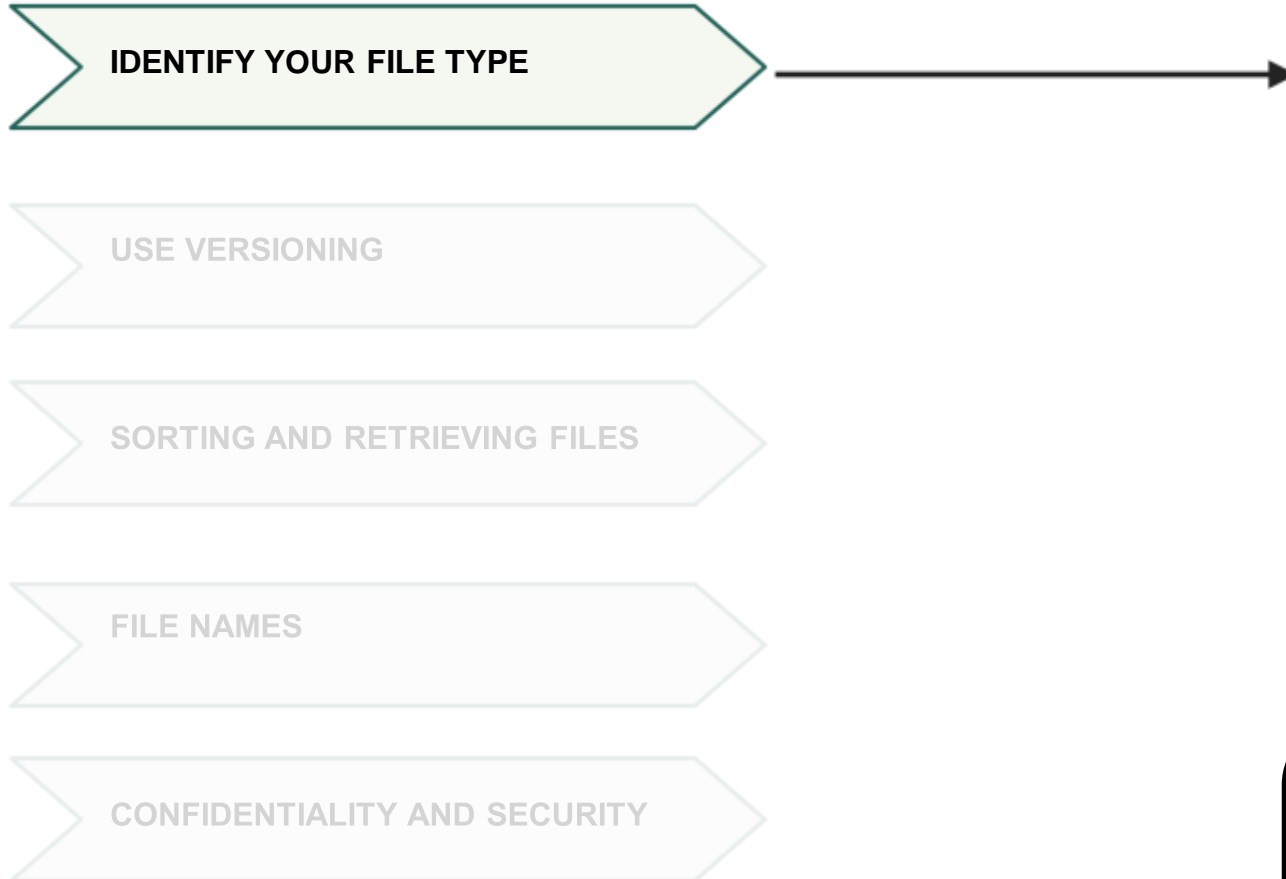 IDENTIFY YOUR FILE TYPE
USE VERSIONING
SORTING AND RETRIEVING FILES
FILE NAMES
CONFIDENTIALITY AND SECURITY